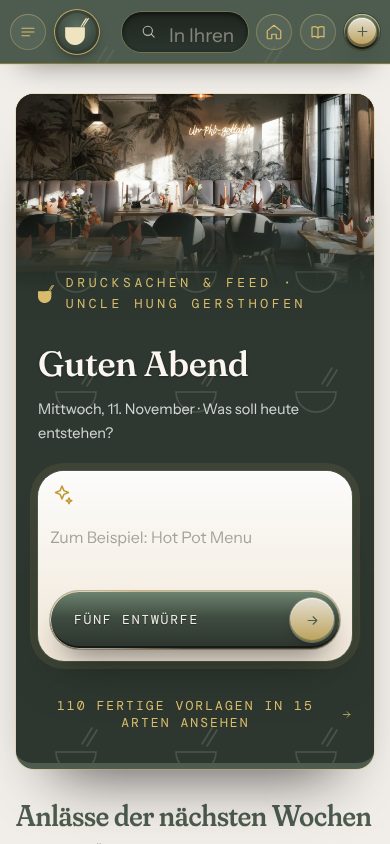 In Ihren
DRUCKSACHEN & FEED ·
UNCLE HUNG GERSTHOFEN
Guten Abend
Mittwoch, 11. November · Was soll heute
entstehen?
Zum Beispiel: Hot Pot Menu
FÜNF ENTWÜRFE
110 FERTIGE VORLAGEN IN 15
ARTEN ANSEHEN
Anlässe der nächsten Wochen